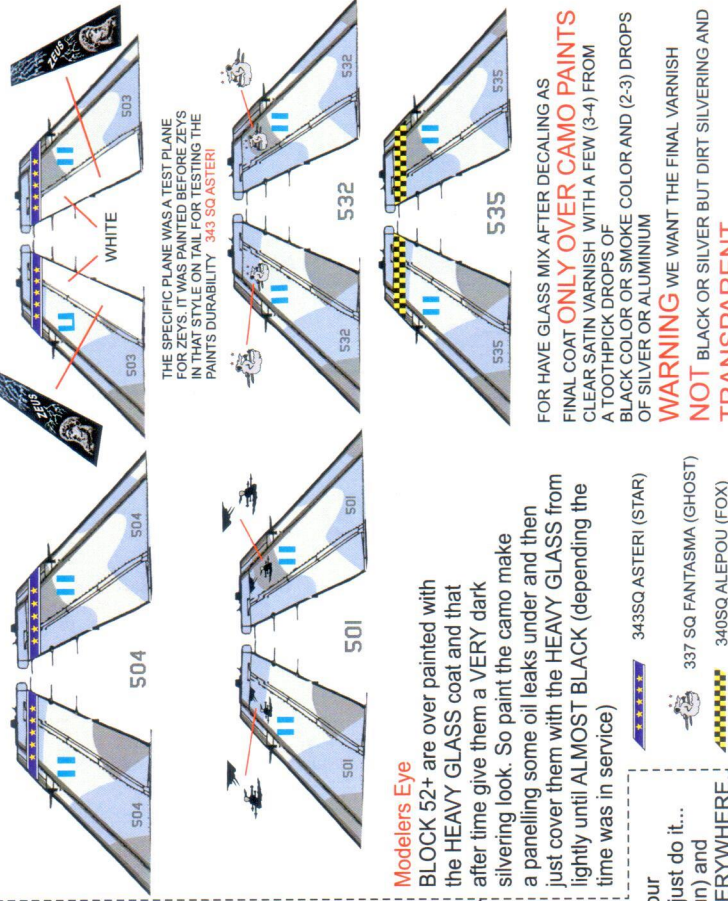 ZEUS
ZEUS
504
504
504
503
WHITE
503
THE SPECIFIC PLANE WAS A TEST PLANE
FOR ZEYS. IT WAS PAINTED BEFORE ZEYS
IN THAT STYLE ON TAIL FOR TESTING THE
PAINTS DURABILITY 343 SQ ASTERI
501
501
501
532
532
532
535
535
535
Modelers Eye
BLOCK 52+ are over painted with
the HEAVY GLASS coat and that
after time give them a VERY dark
silvering look. So paint the camo make
a panelling some oil leaks under and then
just cover them with the HEAVY GLASS from
lightly until ALMOST BLACK (depending the
time was in service)
FOR HAVE GLASS MIX AFTER DECALING AS
FINAL COAT ONLY OVER CAMO PAINTS
CLEAR SATIN VARNISH WITH A FEW (3-4) FROM
A TOOTHPICK DROPS OF
BLACK COLOR OR SMOKE COLOR AND (2-3) DROPS
OF SILVER OR ALUMINIUM
WARNING WE WANT THE FINAL VARNISH
NOT BLACK OR SILVER BUT DIRT SILVERING AND
TRANSPARENT
our
just do it...
n) and
ERYWHERE
343SQ ASTERI (STAR)
337 SQ FANTASMA (GHOST)
340SQ ALEPOU (FOX)